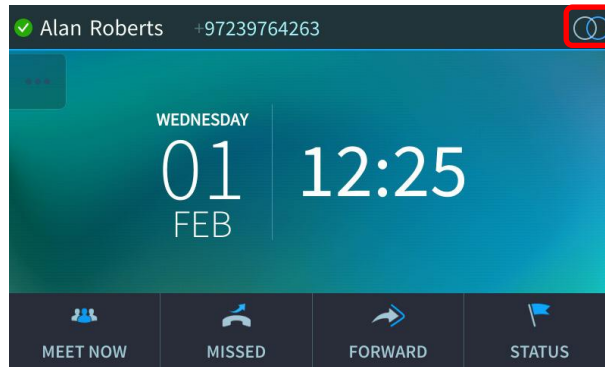 Alan Roberts +97239764263
WEDNESDAY
01
FEB
12:25
MEET NOW MISSED FORWARD STATUS